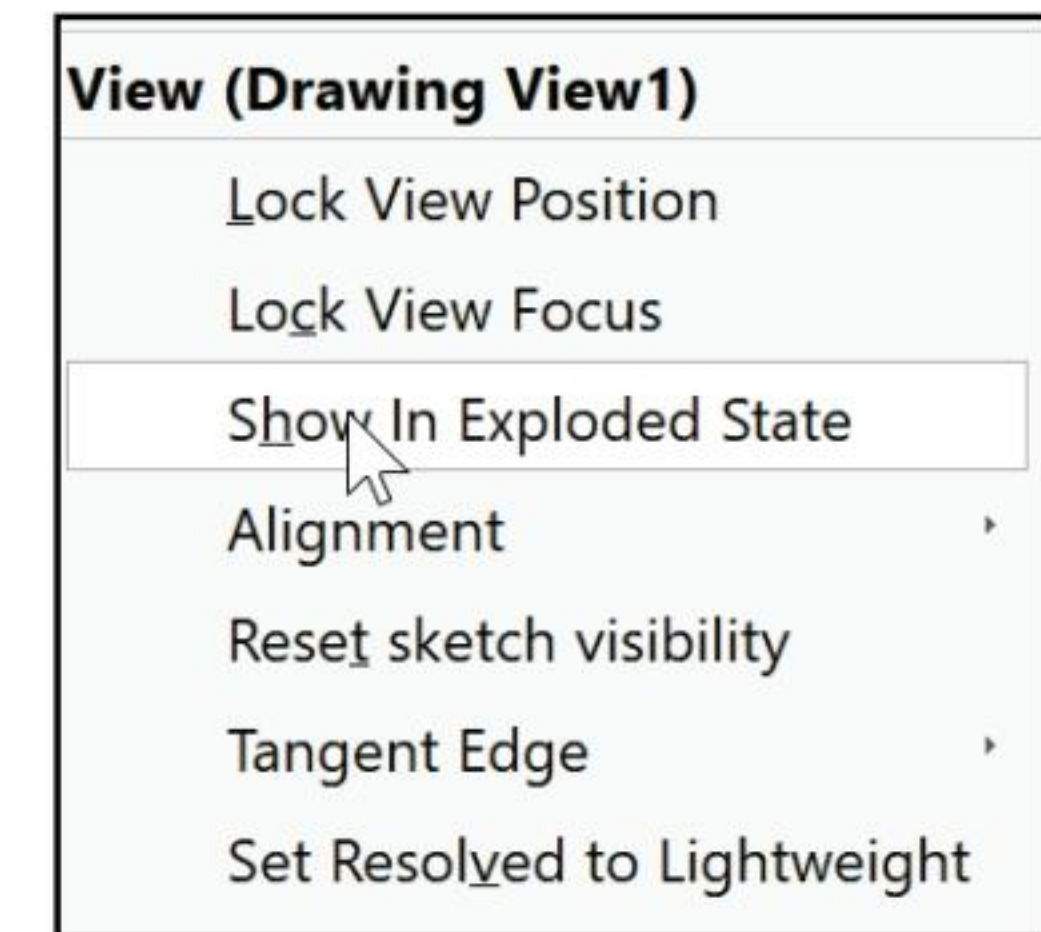 View (Drawing View1)
Lock View Position
Lock View Focus
Show In Exploded State
Alignment
Reset sketch visibility
Tangent Edge
Set Resolved to Lightweight